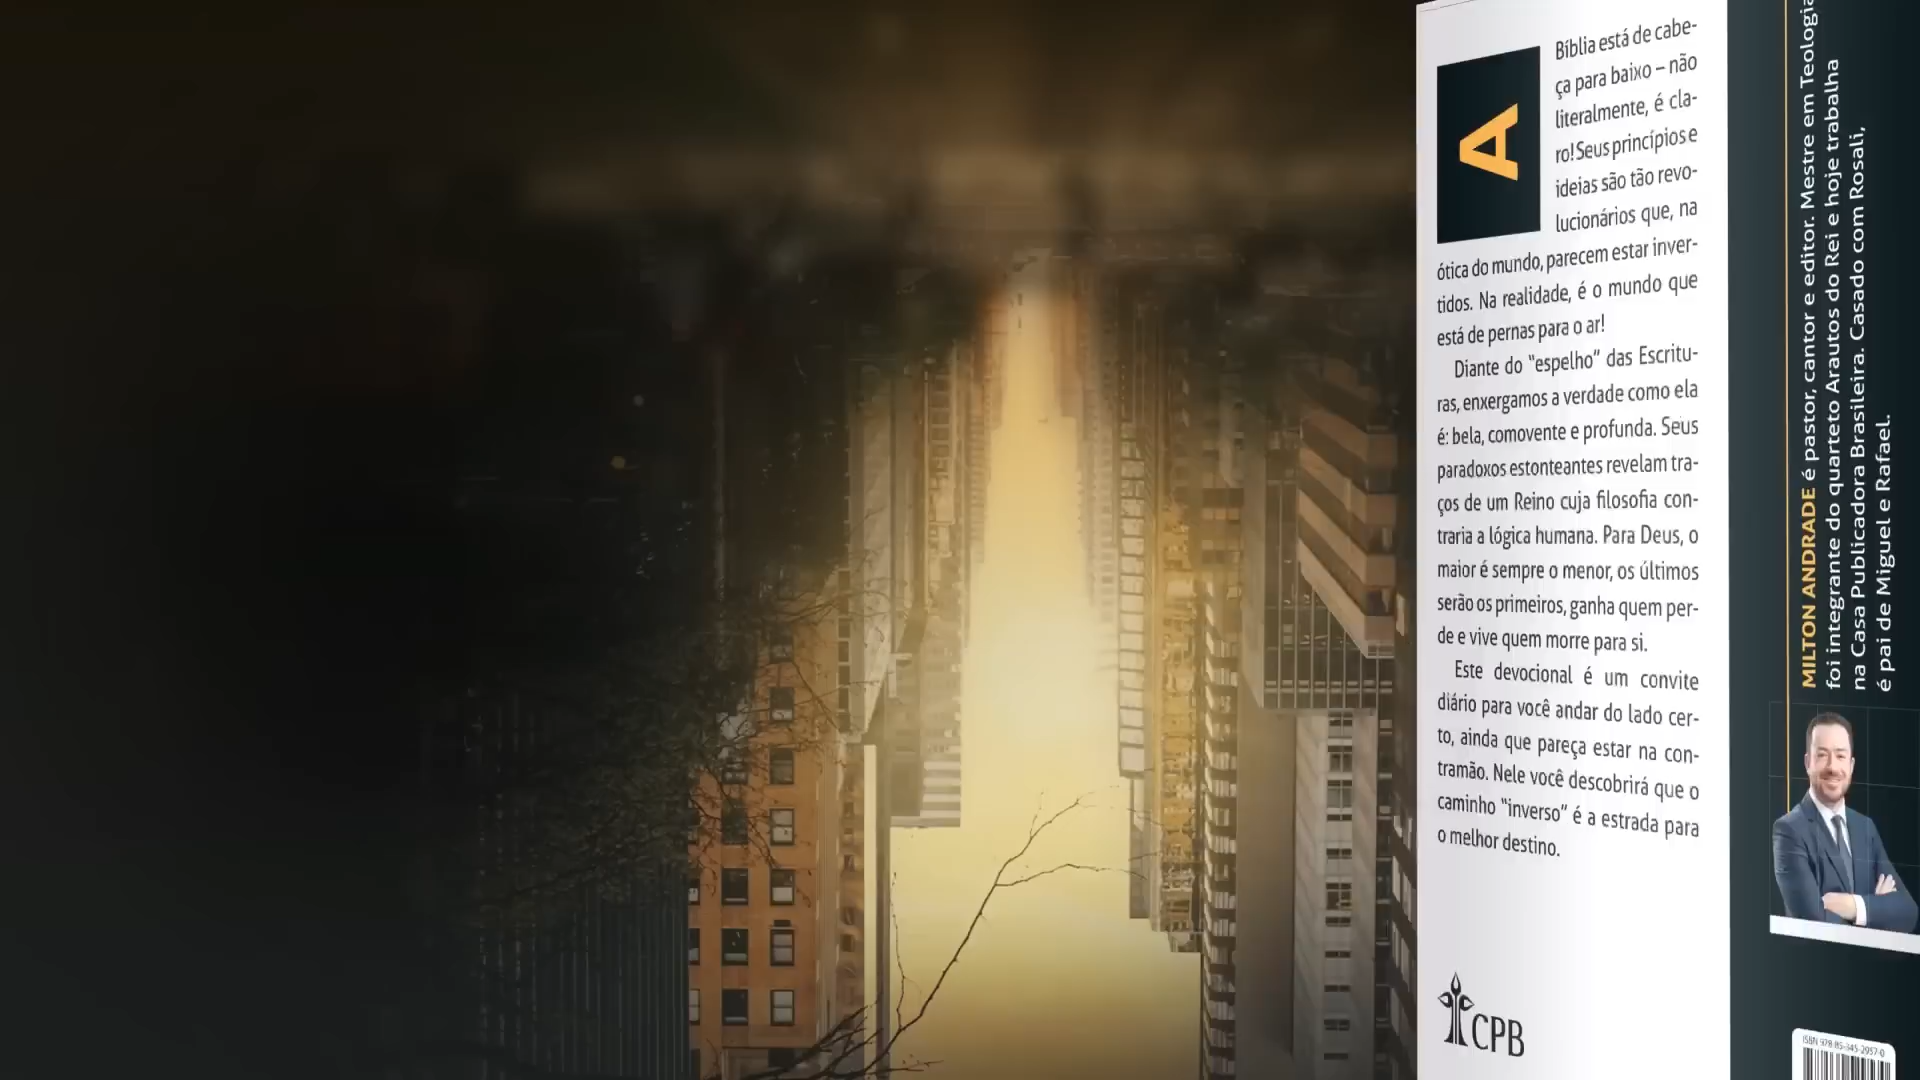 A
Bíblia está de cabe-
ça para baixo – não
literalmente, é cla-
ro! Seus princípios e
ideias são tão revo-
lucionários que, na
ótica do mundo, parecem estar inver-
tidos. Na realidade, é o mundo que
está de pernas para o ar!
Diante do “espelho” das Escritu-
ras, enxergamos a verdade como ela
é: bela, comovente e profunda. Seus
paradoxos estonteantes revelam tra-
ços de um Reino cuja filosofia con-
traria a lógica humana. Para Deus, o
maior é sempre o menor, os últimos
serão os primeiros, ganha quem per-
de e vive quem morre para si.
Este devocional é um convite
diário para você andar do lado cer-
to, ainda que pareça estar na con-
tramão. Nele você descobrirá que o
caminho “inverso” é a estrada para
o melhor destino.
CPB
MILTON ANDRADE é pastor, cantor e editor. Mestre em Teologia
foi integrante do quarteto Arautos do Rei e hoje trabalha
na Casa Publicadora Brasileira. Casado com Rosali,
é pai de Miguel e Rafael.
ISBN 978 85-345-2957-0